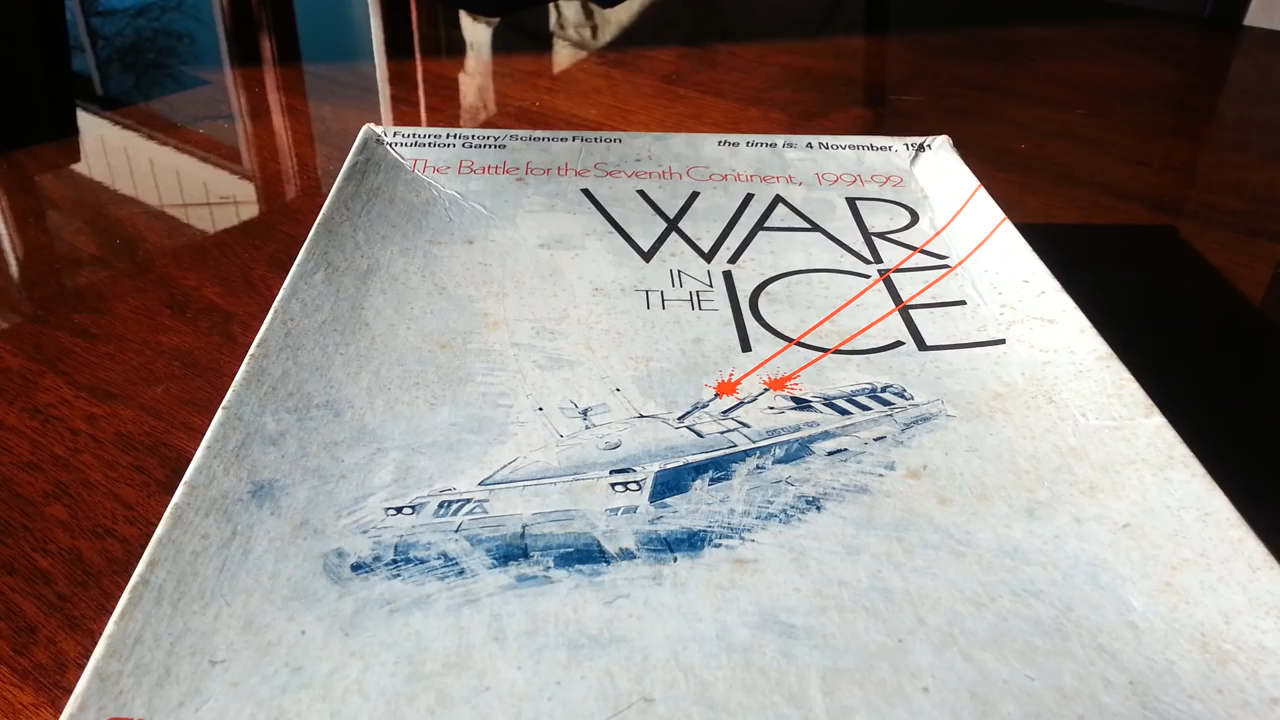 A Future History/Science Fiction
Simulation Game
the time is: 4 November, 1991
The Battle for the Seventh Continent, 1991-92
WAR
IN
THE
ICE
87A